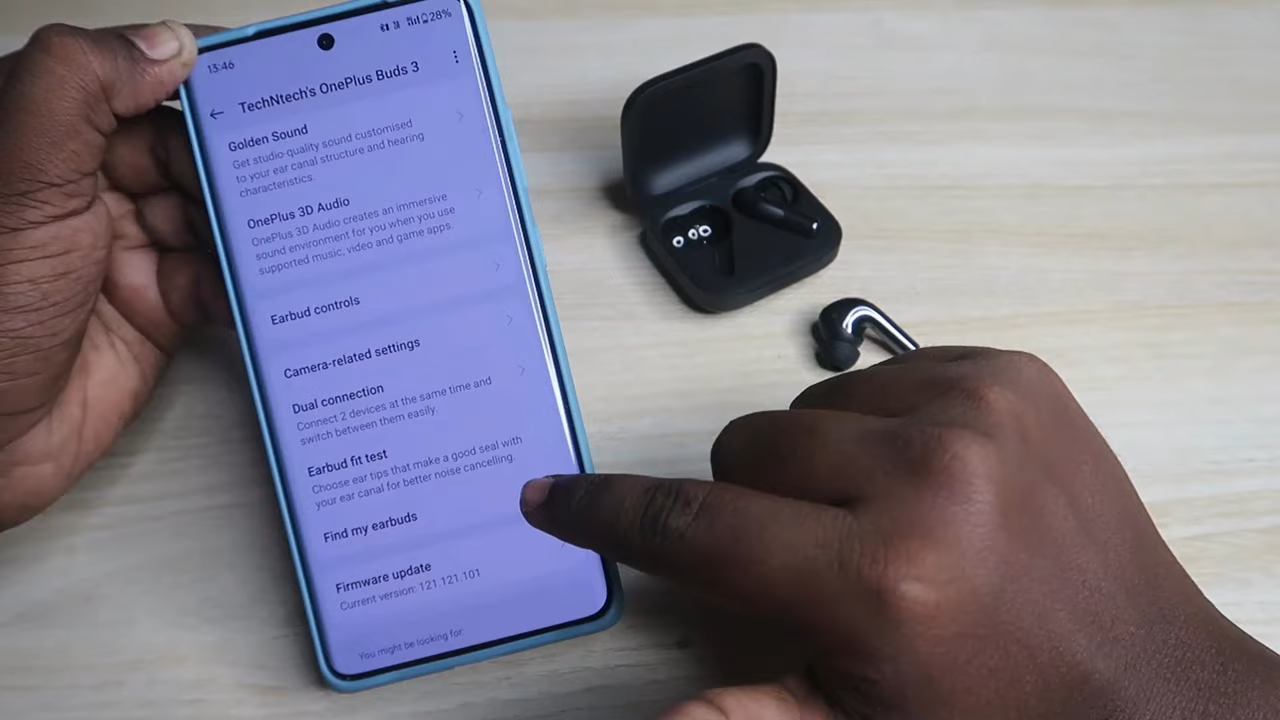 13:46
28%
TechNtech's OnePlus Buds 3
Golden Sound
Get studio-quality sound customised
to your ear canal structure and hearing
characteristics.
OnePlus 3D Audio
OnePlus 3D Audio creates an immersive
sound environment for you when you use
supported music, video and game apps.
Earbud controls
Camera-related settings
Dual connection
Connect 2 devices at the same time and
switch between them easily.
Earbud fit test
Choose ear tips that make a good seal with
your ear canal for better noise cancelling.
Find my earbuds
Firmware update
Current version: 121.121.101
You might be looking for: